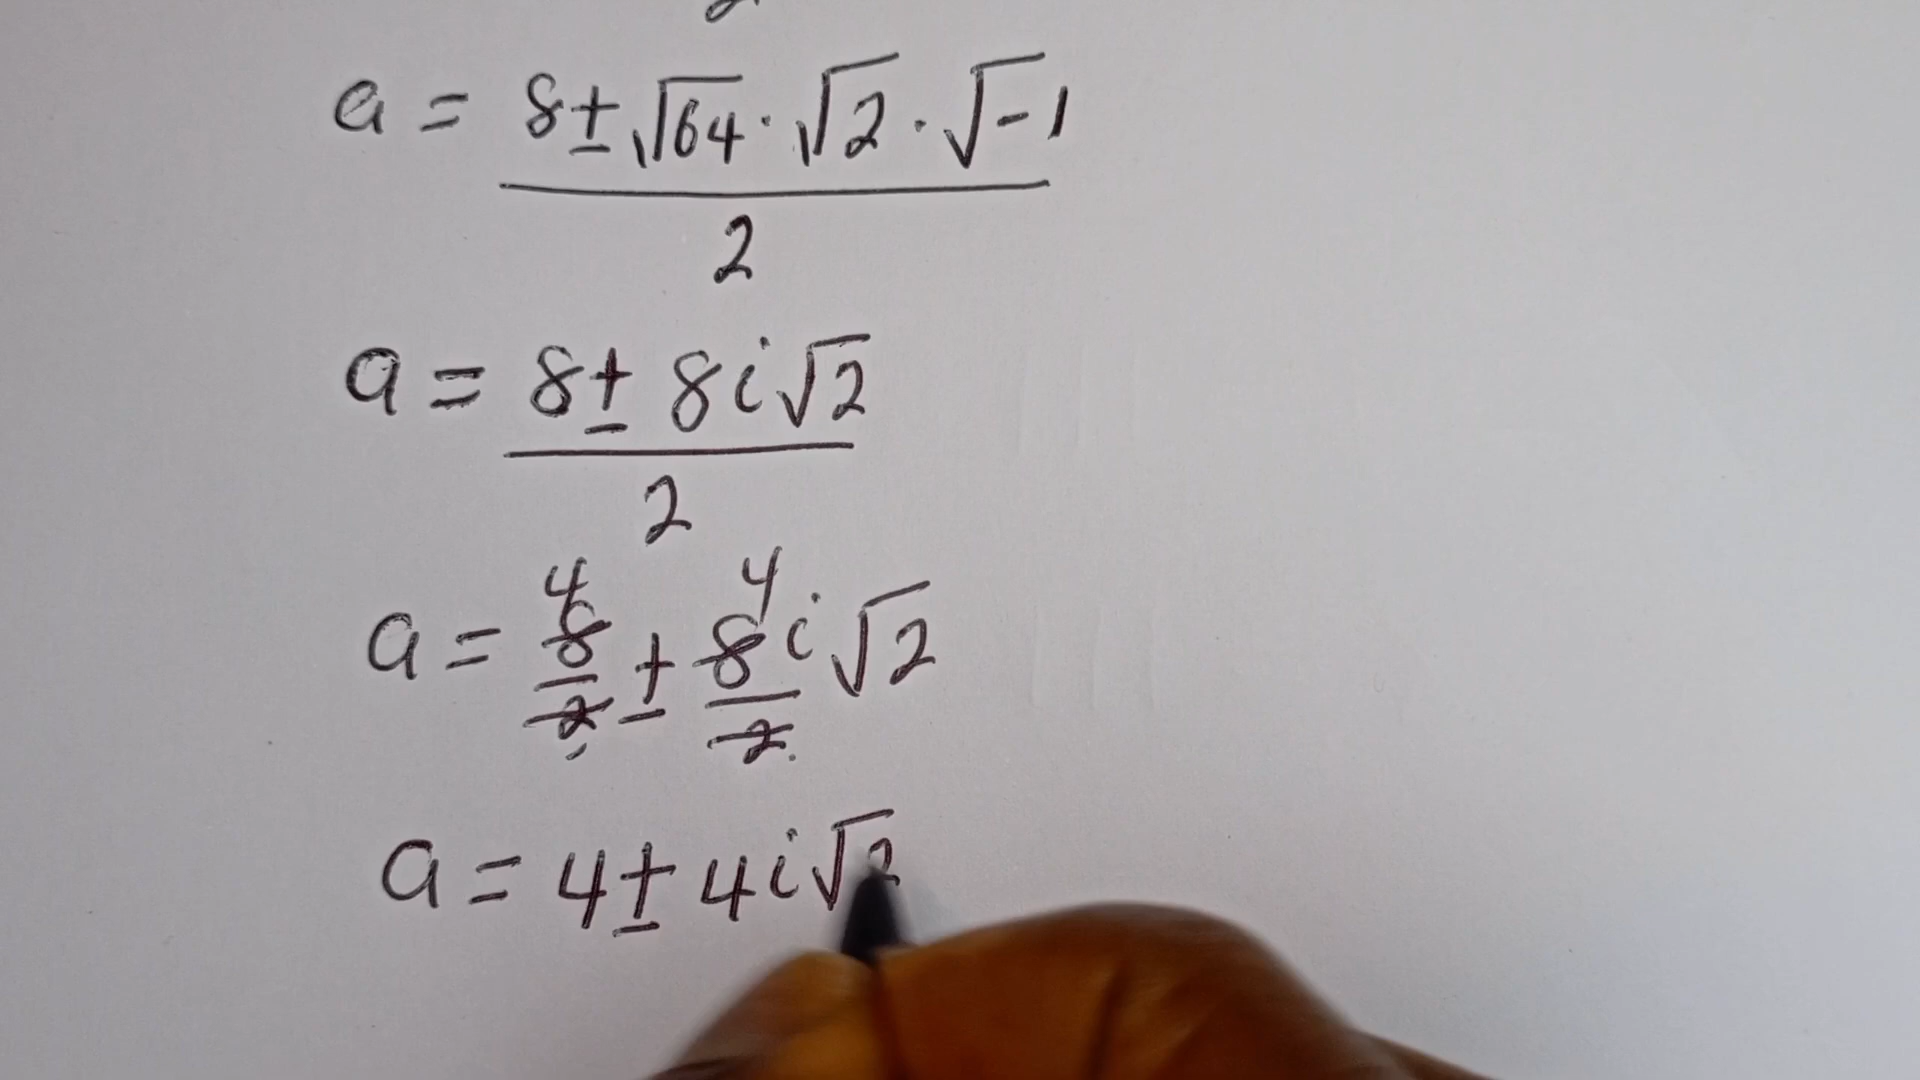 a = 8 ± √64 · √2 · √-1
2
a = 8 ± 8i√2
2
4 4
a = 8/2 ± 8/2 i√2
a = 4 ± 4i√2